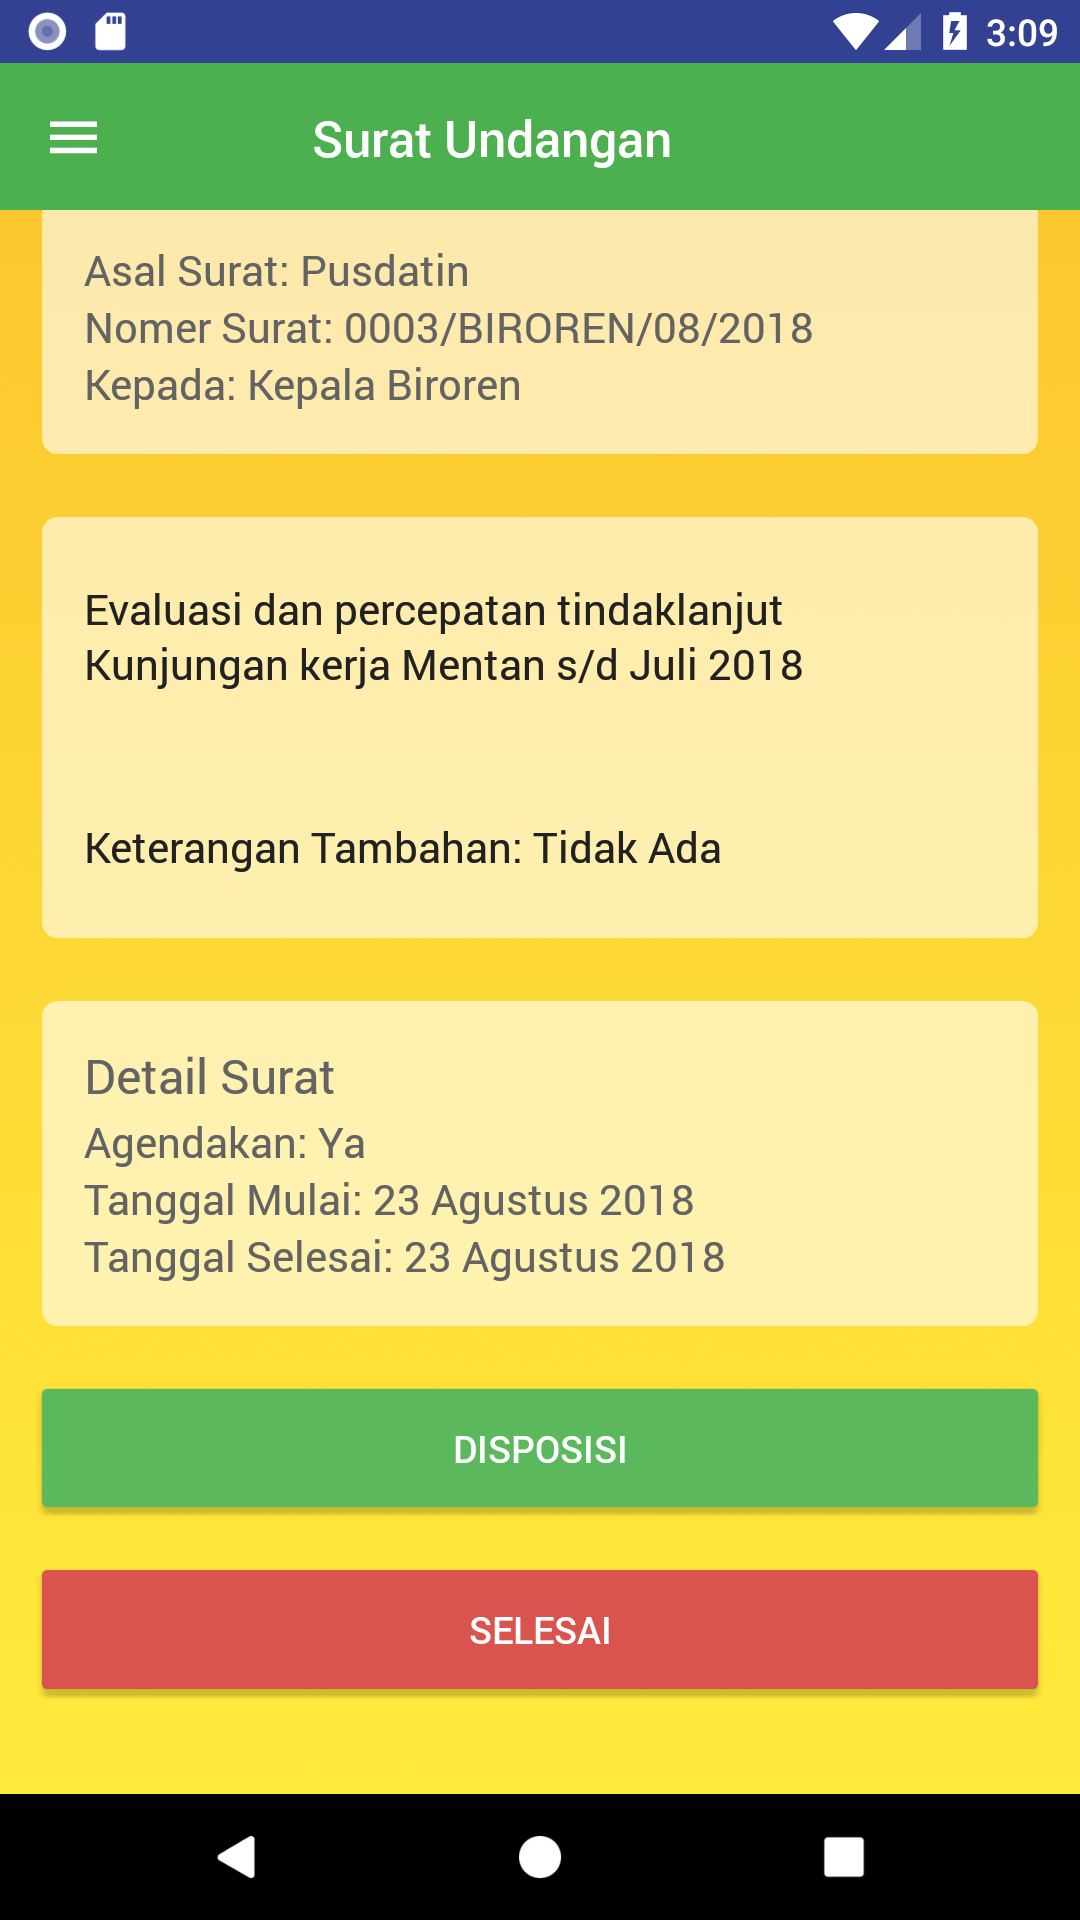 3:09
Surat Undangan
Asal Surat: Pusdatin
Nomer Surat: 0003/BIROREN/08/2018
Kepada: Kepala Biroren
Evaluasi dan percepatan tindaklanjut
Kunjungan kerja Mentan s/d Juli 2018
Keterangan Tambahan: Tidak Ada
Detail Surat
Agendakan: Ya
Tanggal Mulai: 23 Agustus 2018
Tanggal Selesai: 23 Agustus 2018
DISPOSISI
SELESAI